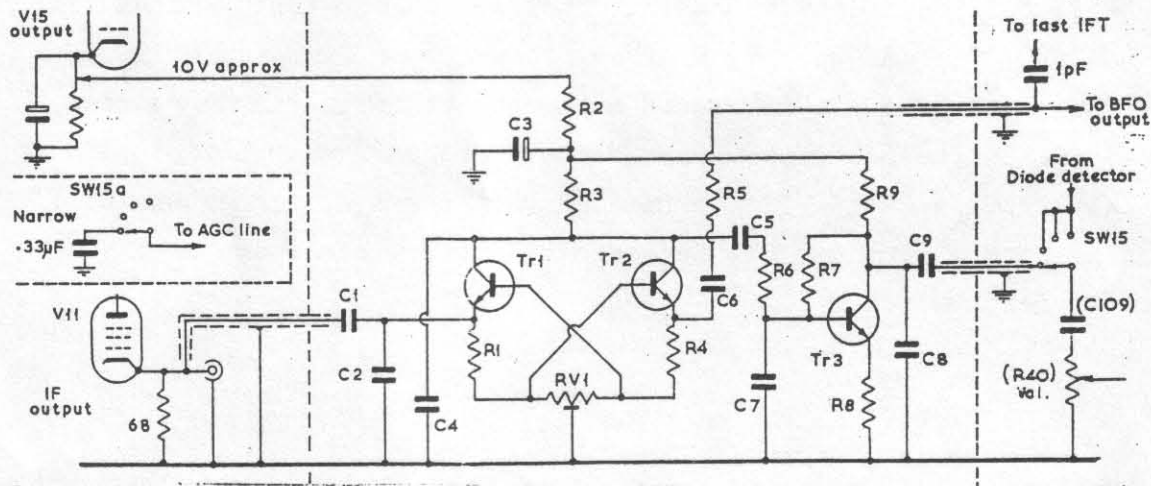 V15
output
10V approx
To last IFT
1pF
To BFO
output
R2
C3
R3
R5
R9
From
Diode detector
SW15a
Narrow
.33µF
To AGC line
SW15
C5
C9
Tr1
Tr2
R6
R7
C6
V11
C1
(C109)
R1
R4
Tr3
C8
C2
RV1
C7
R8
(R40)
Val.
IF
output
68
C4